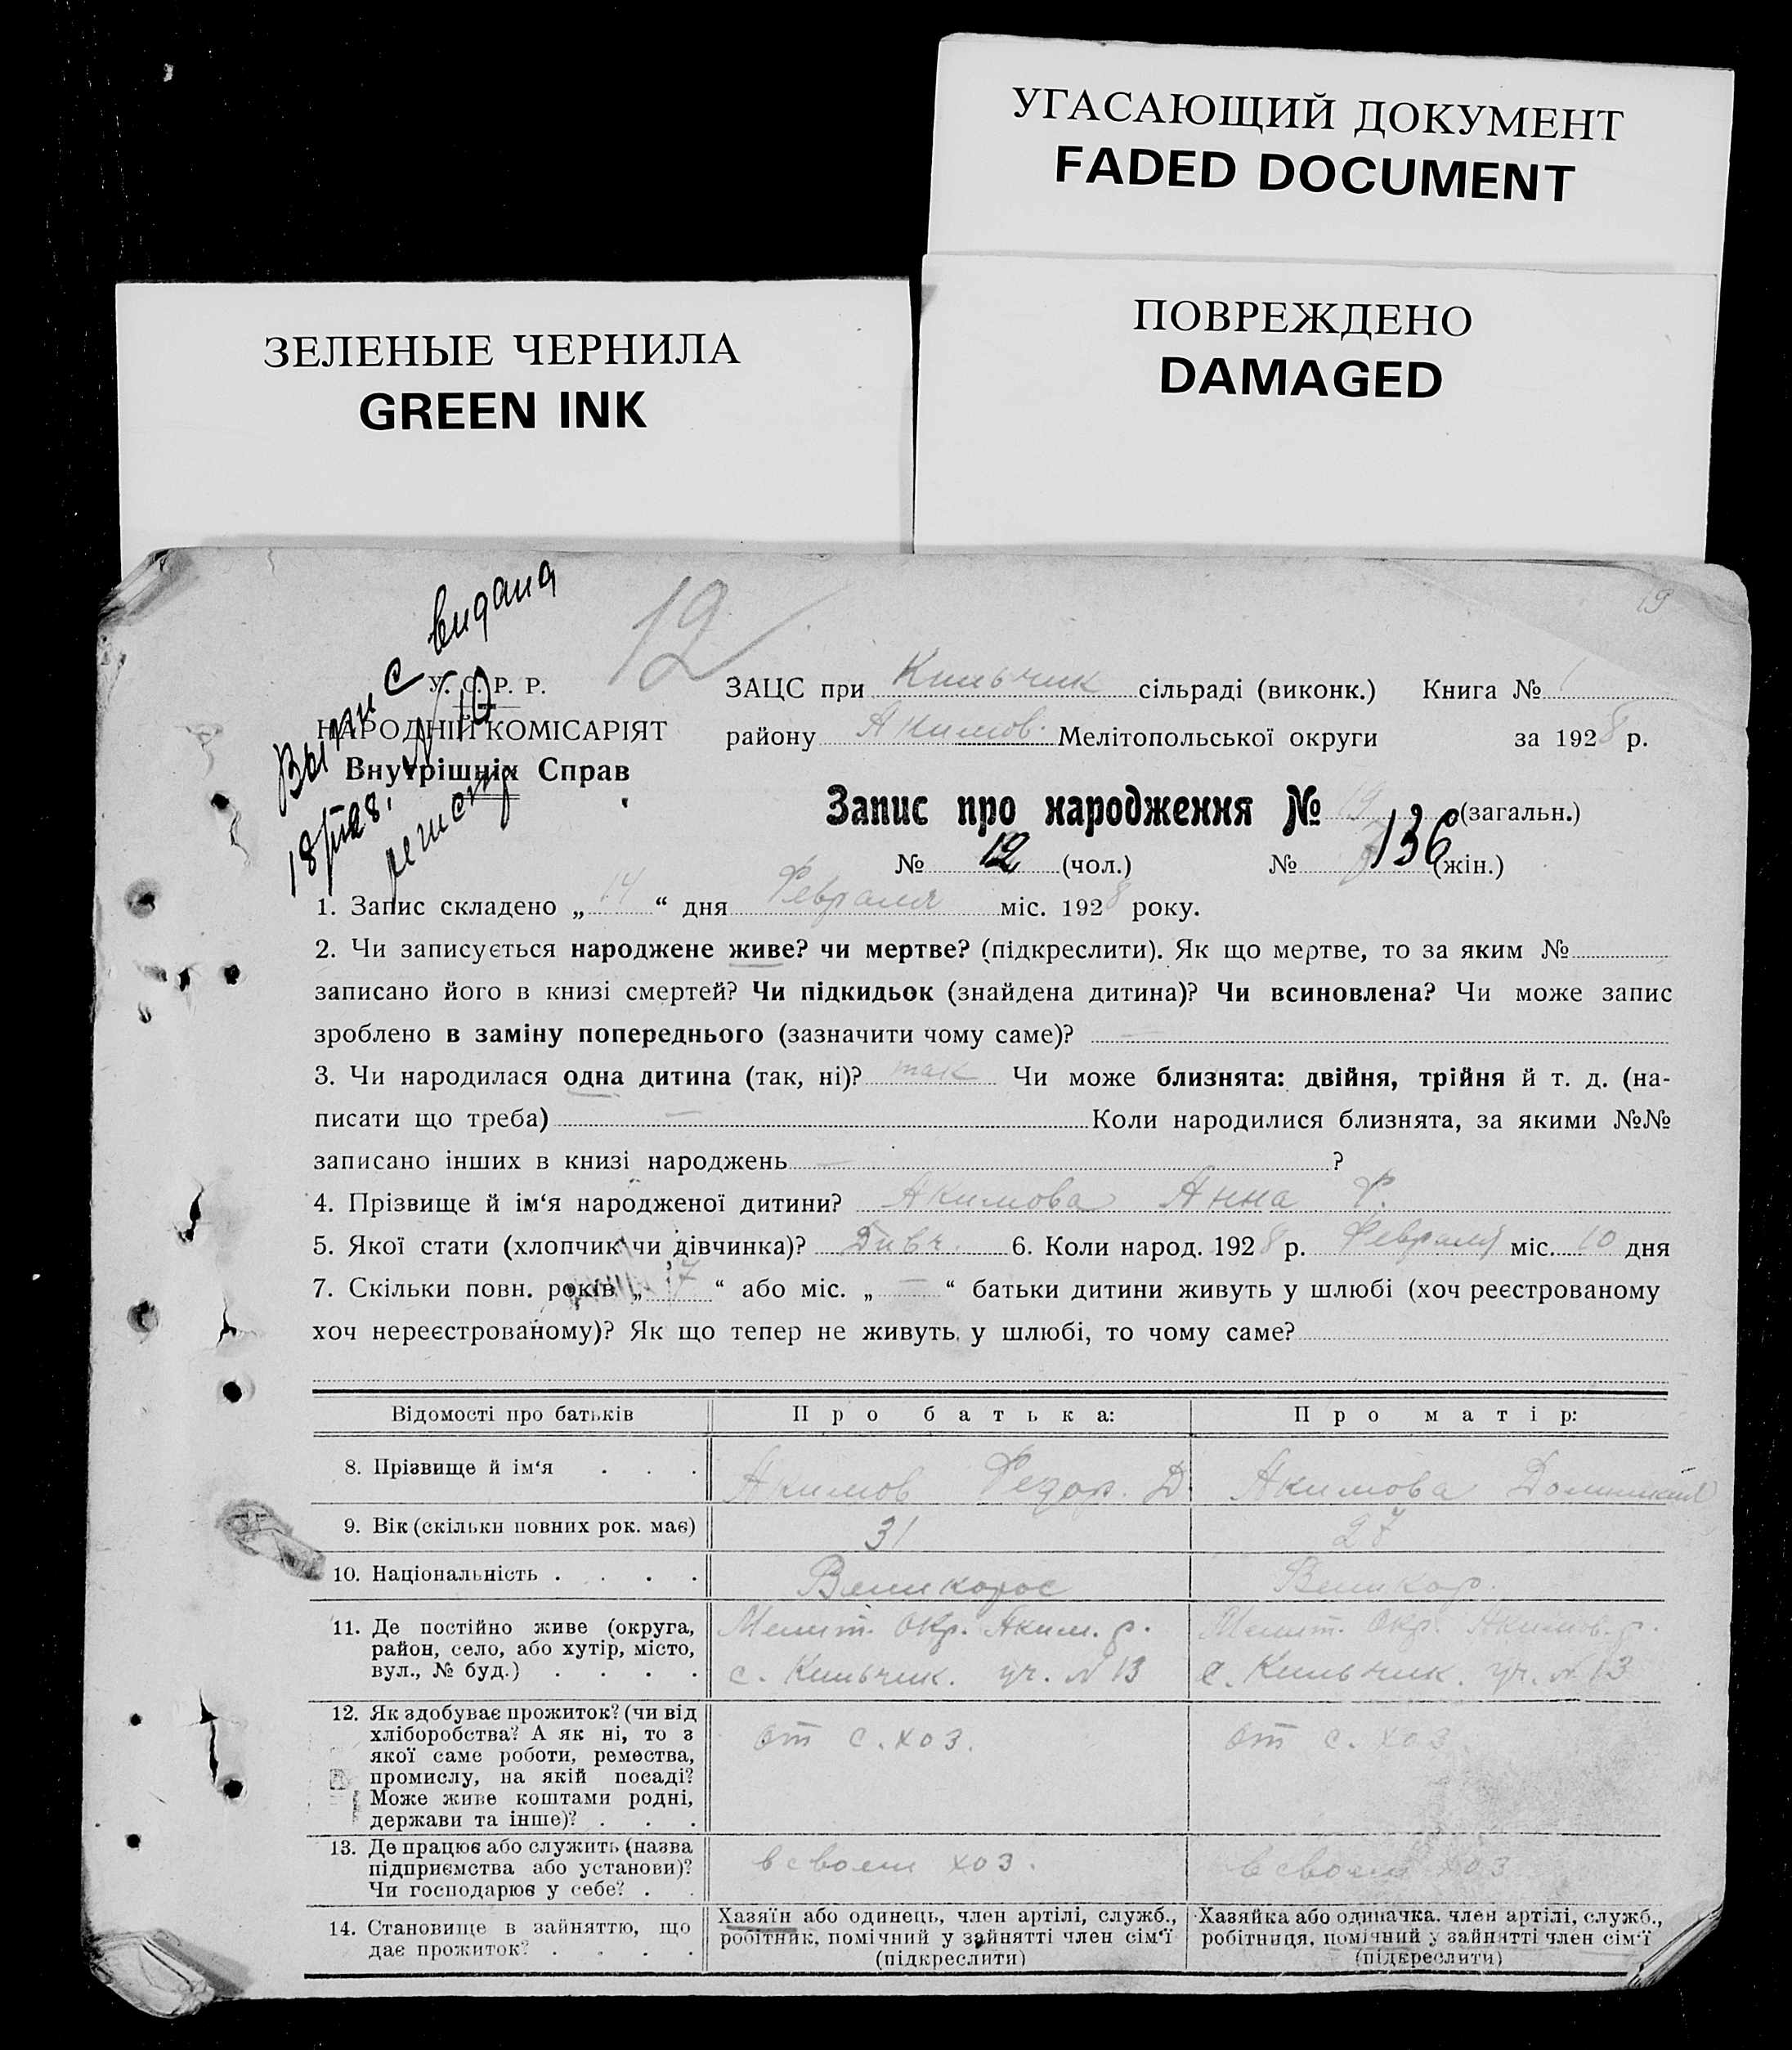 УГАСАЮЩИЙ ДОКУМЕНТ
FADED DOCUMENT
ПОВРЕЖДЕНО
DAMAGED
ЗЕЛЕНЫЕ ЧЕРНИЛА
GREEN INK
19
12
видана
У. С. Р. Р.
НАРОДНІЙ КОМІСАРІЯТ
Внутрішніх Справ
ЗАЦС при Кильчик сільраді (виконк.) Книга № 1
району Акимов. Мелітопольської округи за 1928 р.
Запис про народження № 19 (загальн.)
№ 12 (чол.) № 136 (жін.)
1. Запис складено „ 14 “ дня Февраля міс. 1928 року.
2. Чи записується народжене живе? чи мертве? (підкреслити). Як що мертве, то за яким №
записано його в книзі смертей? Чи підкидьок (знайдена дитина)? Чи всиновлена? Чи може запис
зроблено в заміну попереднього (зазначити чому саме)? —
3. Чи народилася одна дитина (так, ні)? так Чи може близнята: двійня, трійня й т. д. (на-
писати що треба) — Коли народилися близнята, за якими №№
записано інших в книзі народжень — ?
4. Прізвище й ім‘я народженої дитини? Акимова Анна Ф.
5. Якої стати (хлопчик чи дівчинка)? Дивч. 6. Коли народ. 1928 р. Февраля міс. 10 дня
7. Скільки повн. років „ 7 “ або міс. „ — “ батьки дитини живуть у шлюбі (хоч реєстрованому
хоч нереєстрованому)? Як що тепер не живуть у шлюбі, то чому саме?
Відомості про батьків Про батька: Про матір:
8. Прізвище й ім‘я . . . Акимов Федор. Д. Акимова
9. Вік (скільки повних рок. має) 31 27
10. Національність . . . . Великорос Великор.
11. Де постійно живе (округа,
район, село, або хутір, місто,
вул., № буд.) . . . .
Мелит. Окр. Аким. р.
с. Кильчик. уч. N 13
Мелит. Окр. Акимов. р.
с. Кильчик. уч. N 13
12. Як здобуває прожиток? (чи від
хліборобства? А як ні, то з
якої саме роботи, ремества,
промислу, на якій посаді?
Може живе коштами родні,
держави та інше)? . . .
от с. хоз.
от с. хоз
13. Де працює або служить (назва
підприємства або установи)?
Чи господарює у себе? . .
в своем хоз.
в своем хоз
14. Становище в зайняттю, що
дає прожиток? . . . .
Хазяїн або одинець, член артілі, служб.,
робітник, помічний у зайнятті член сім‘ї
(підкреслити)
Хазяйка або одиначка. член артілі, служб.,
робітниця, помічний у зайнятті член сім‘ї
(підкреслити)